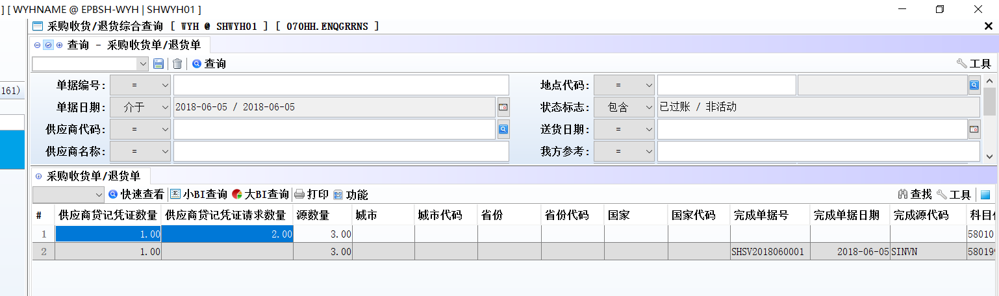 ] [ WYHNAME @ EPBSH-WYH | SHWYH01 ]
采购收货/退货综合查询 [ WYH @ SHWYH01 ] [ 070HH.ENQGRRNS ]
查询 - 采购收货单/退货单
查询 工具
单据编号: = 地点代码: =
161)
单据日期: 介于 2018-06-05 / 2018-06-05 状态标志: 包含 已过账 / 非活动
供应商代码: = 送货日期: =
供应商名称: = 我方参考: =
采购收货单/退货单
快速查看 小BI查询 大BI查询 打印 功能 查找 工具
# 供应商贷记凭证数量 供应商贷记凭证请求数量 源数量 城市 城市代码 省份 省份代码 国家 国家代码 完成单据号 完成单据日期 完成源代码 科目
1 1.00 2.00 3.00 58010
2 1.00 3.00 SHSV2018060001 2018-06-05 SINVN 580199